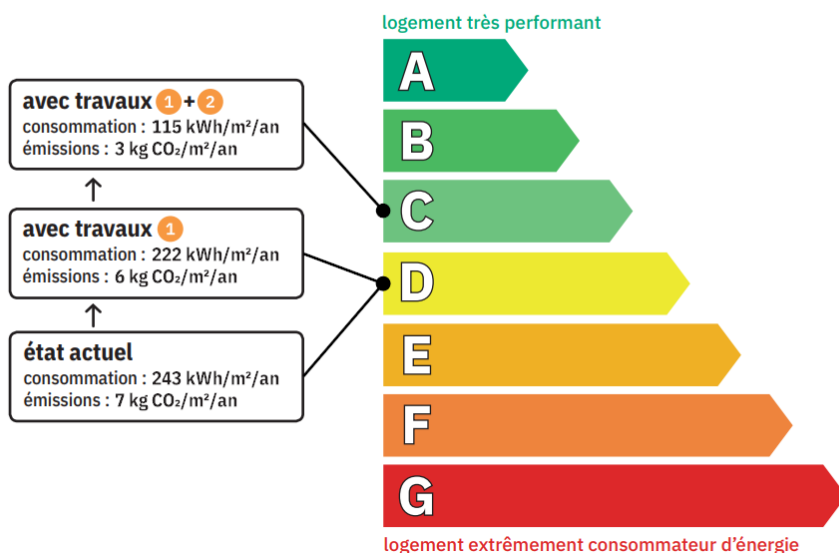 logement très performant
A
B
C
D
E
F
G
logement extrêmement consommateur d'énergie
avec travaux 1 + 2
consommation : 115 kWh/m²/an
émissions : 3 kg CO₂/m²/an
avec travaux 1
consommation : 222 kWh/m²/an
émissions : 6 kg CO₂/m²/an
état actuel
consommation : 243 kWh/m²/an
émissions : 7 kg CO₂/m²/an